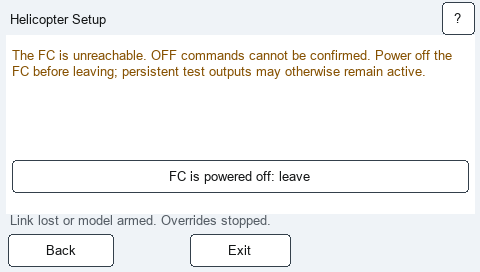 Helicopter Setup
?
The FC is unreachable. OFF commands cannot be confirmed. Power off the
FC before leaving; persistent test outputs may otherwise remain active.
FC is powered off: leave
Link lost or model armed. Overrides stopped.
Back
Exit